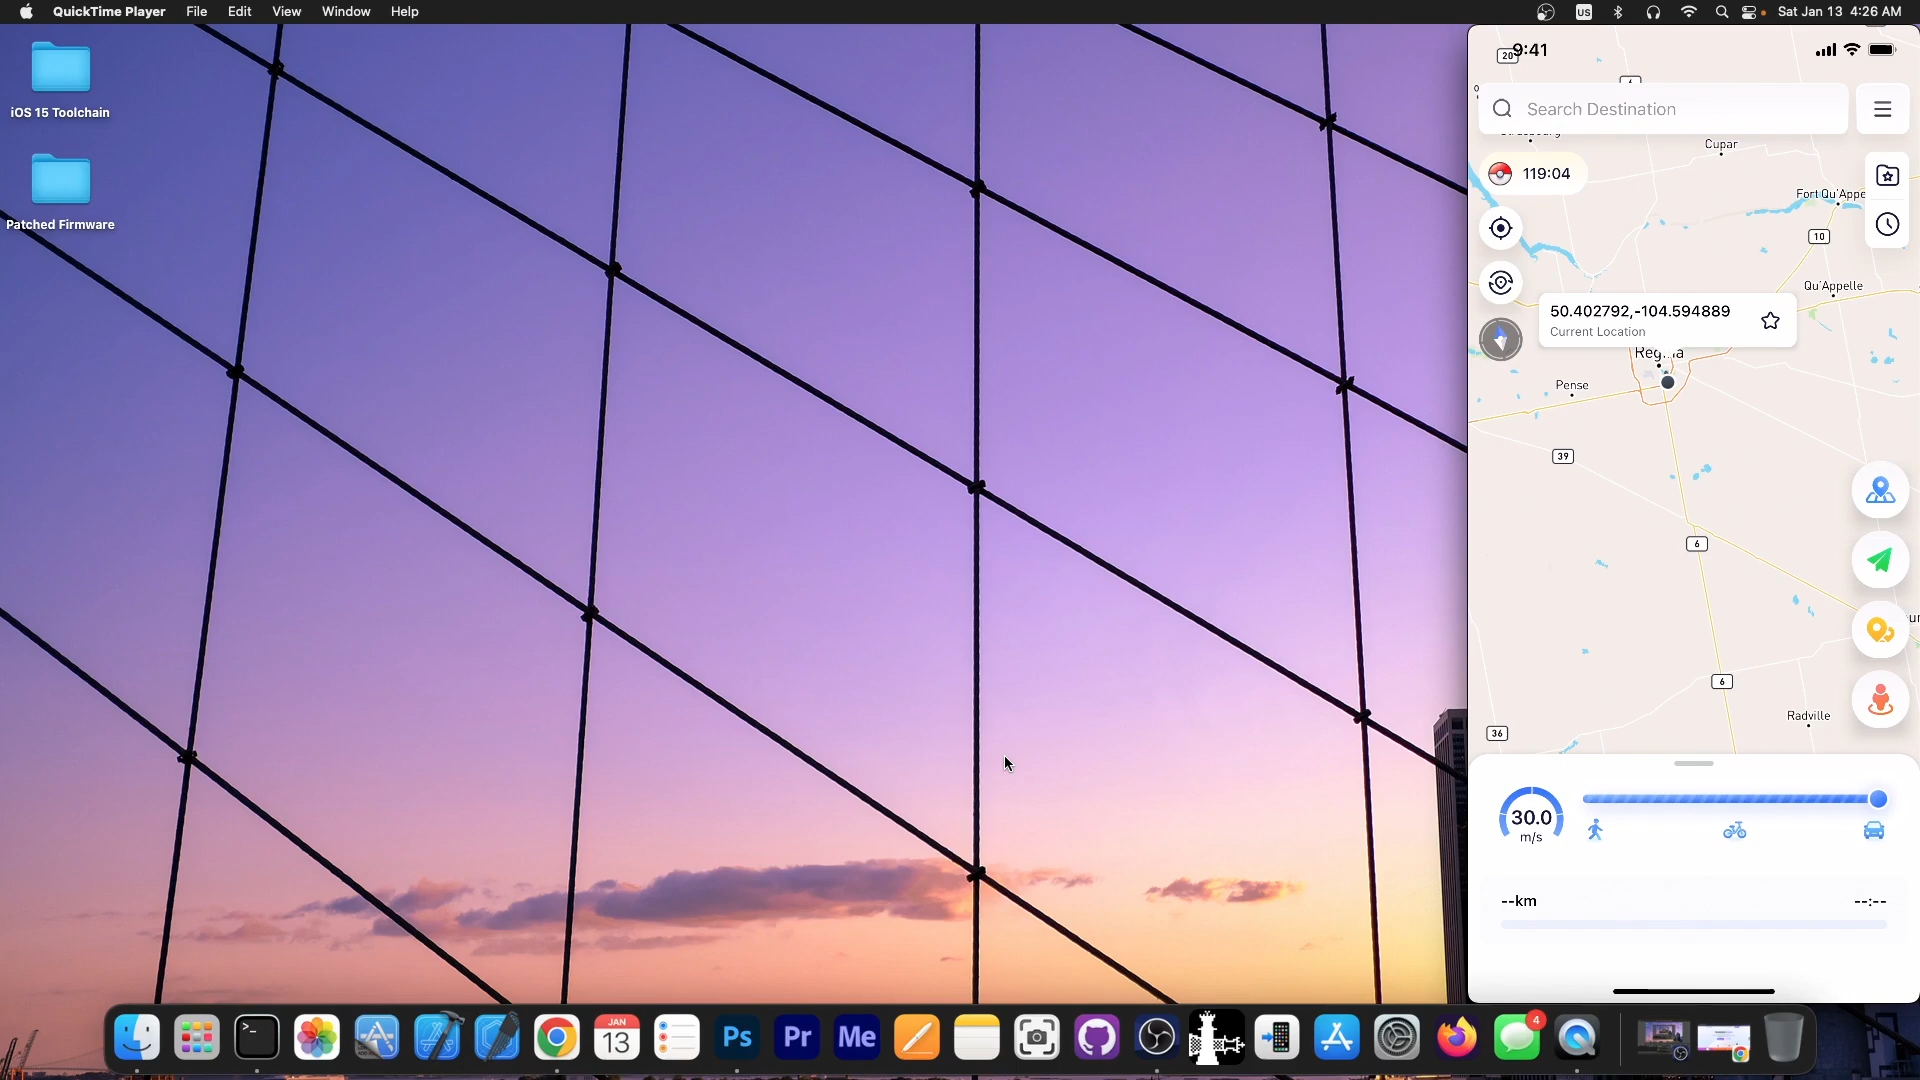 QuickTime Player File Edit View Window Help
US Sat Jan 13 4:26 AM
iOS 15 Toolchain
Patched Firmware
20
9:41
Search Destination
Cupar
119:04
Fort Qu'Appe
10
Qu'Appelle
50.402792,-104.594889
Current Location
Pense
39
6
6
Radville
36
30.0
m/s
--km
--:--
JAN
13
Ps
Pr
Me
4